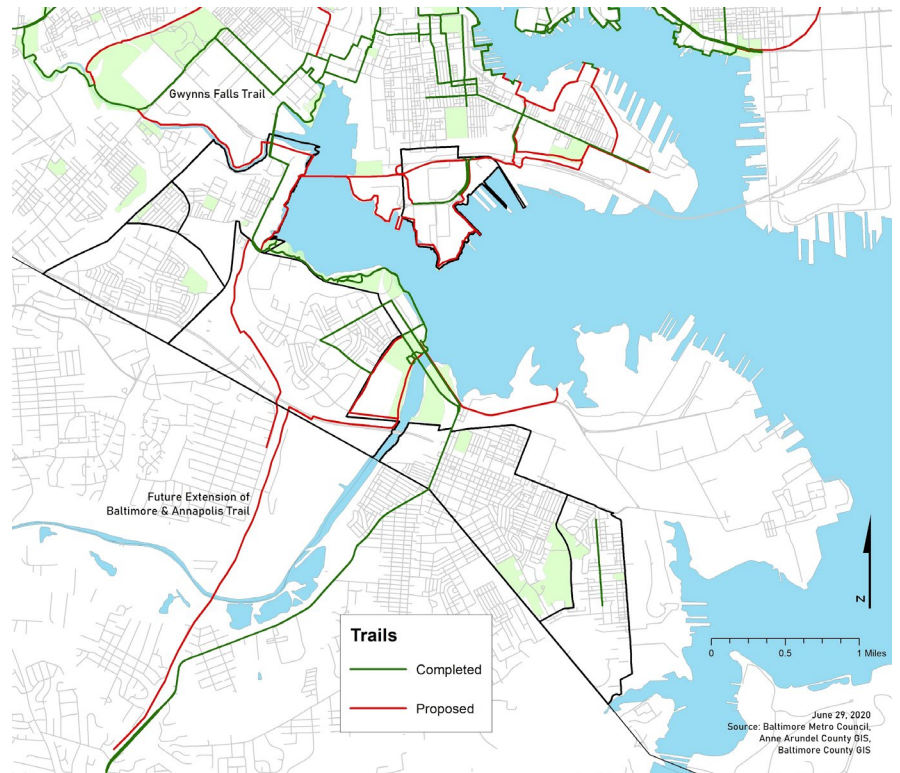 Gwynns Falls Trail
Future Extension of
Baltimore & Annapolis Trail
Trails
Completed
Proposed
N
0 0.5 1 Miles
June 29, 2020
Source: Baltimore Metro Council,
Anne Arundel County GIS,
Baltimore County GIS